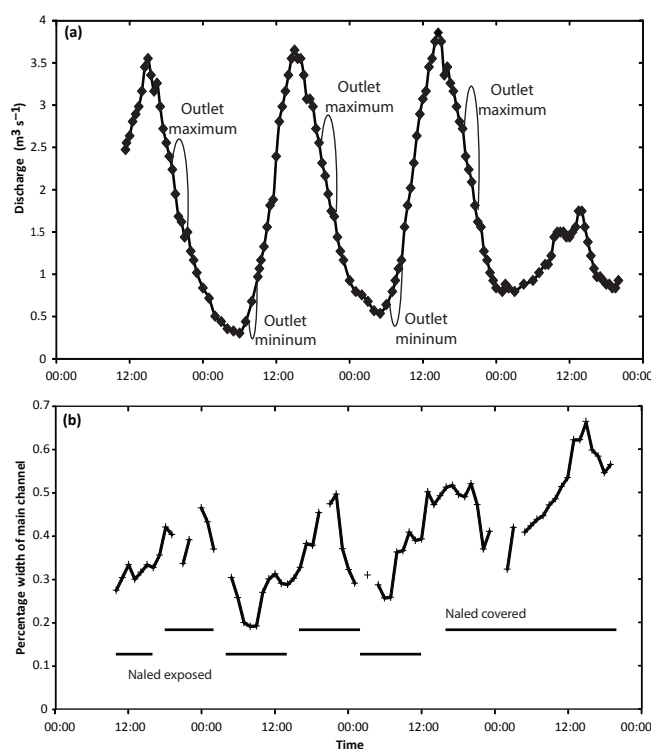 (a)
4
3.5
3
2.5
2
1.5
1
0.5
0
Discharge (m³ s⁻¹)
Outlet
maximum
Outlet
maximum
Outlet
maximum
Outlet
mininum
Outlet
mininum
00:00 12:00 00:00 12:00 00:00 12:00 00:00 12:00 00:00
(b)
0.7
0.6
0.5
0.4
0.3
0.2
0.1
0
Percentage width of main channel
Naled covered
Naled exposed
00:00 12:00 00:00 12:00 00:00 12:00 00:00 12:00 00:00
Time